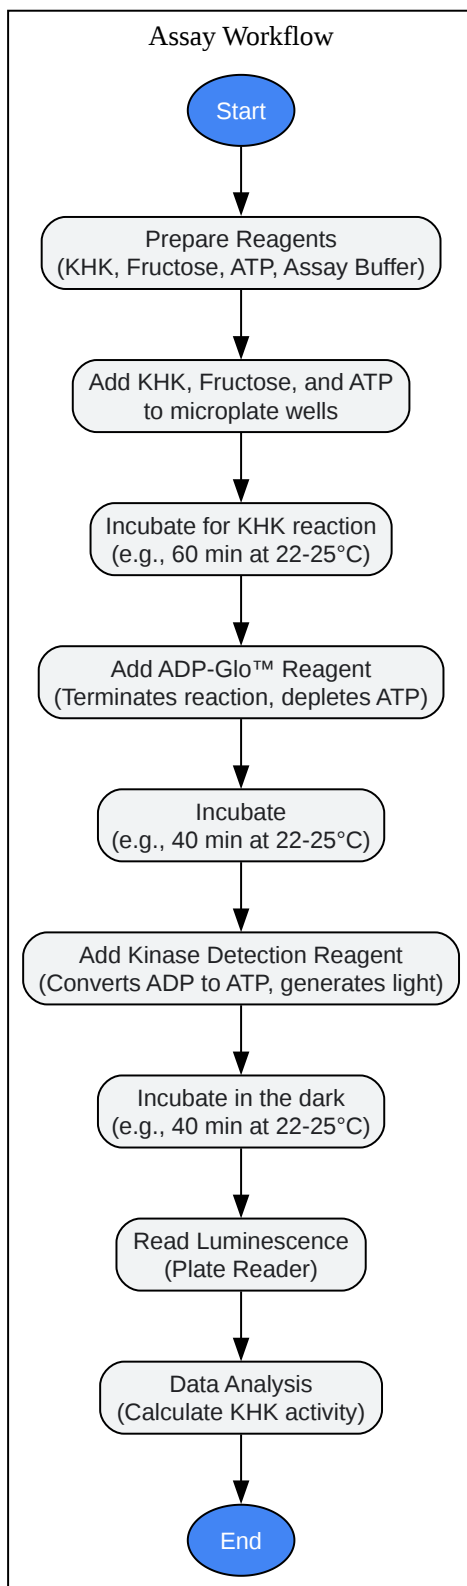 Assay Workflow
Start
Prepare Reagents
(KHK, Fructose, ATP, Assay Buffer)
Add KHK, Fructose, and ATP
to microplate wells
Incubate for KHK reaction
(e.g., 60 min at 22-25°C)
Add ADP-Glo™ Reagent
(Terminates reaction, depletes ATP)
Incubate
(e.g., 40 min at 22-25°C)
Add Kinase Detection Reagent
(Converts ADP to ATP, generates light)
Incubate in the dark
(e.g., 40 min at 22-25°C)
Read Luminescence
(Plate Reader)
Data Analysis
(Calculate KHK activity)
End